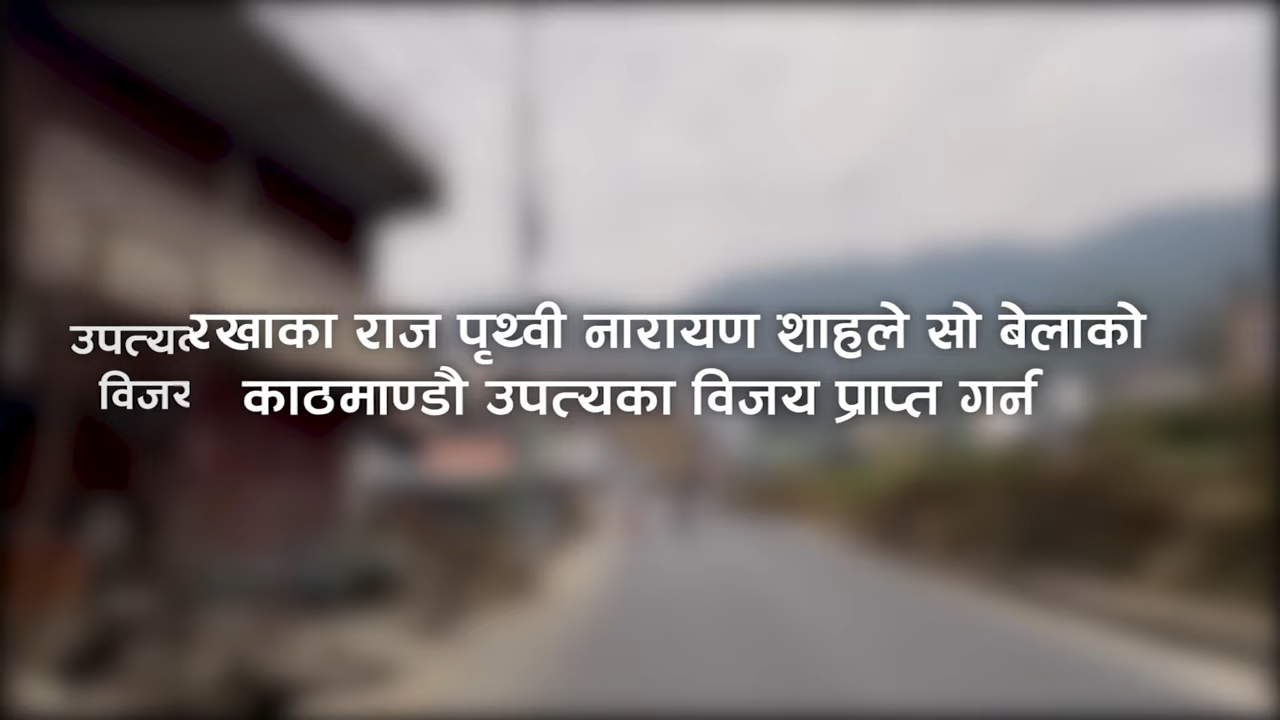 रखाका राज पृथ्वी नारायण शाहले सो बेलाको
काठमाण्डौ उपत्यका विजय प्राप्त गर्न